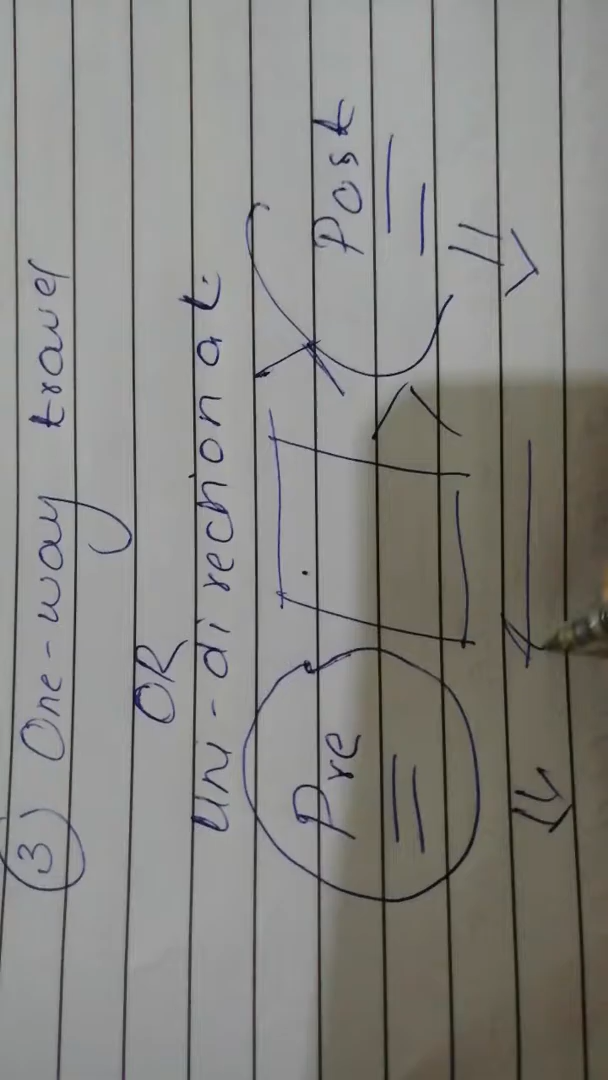 3) One-way travel
OR
Uni-directional.
Pre
Post